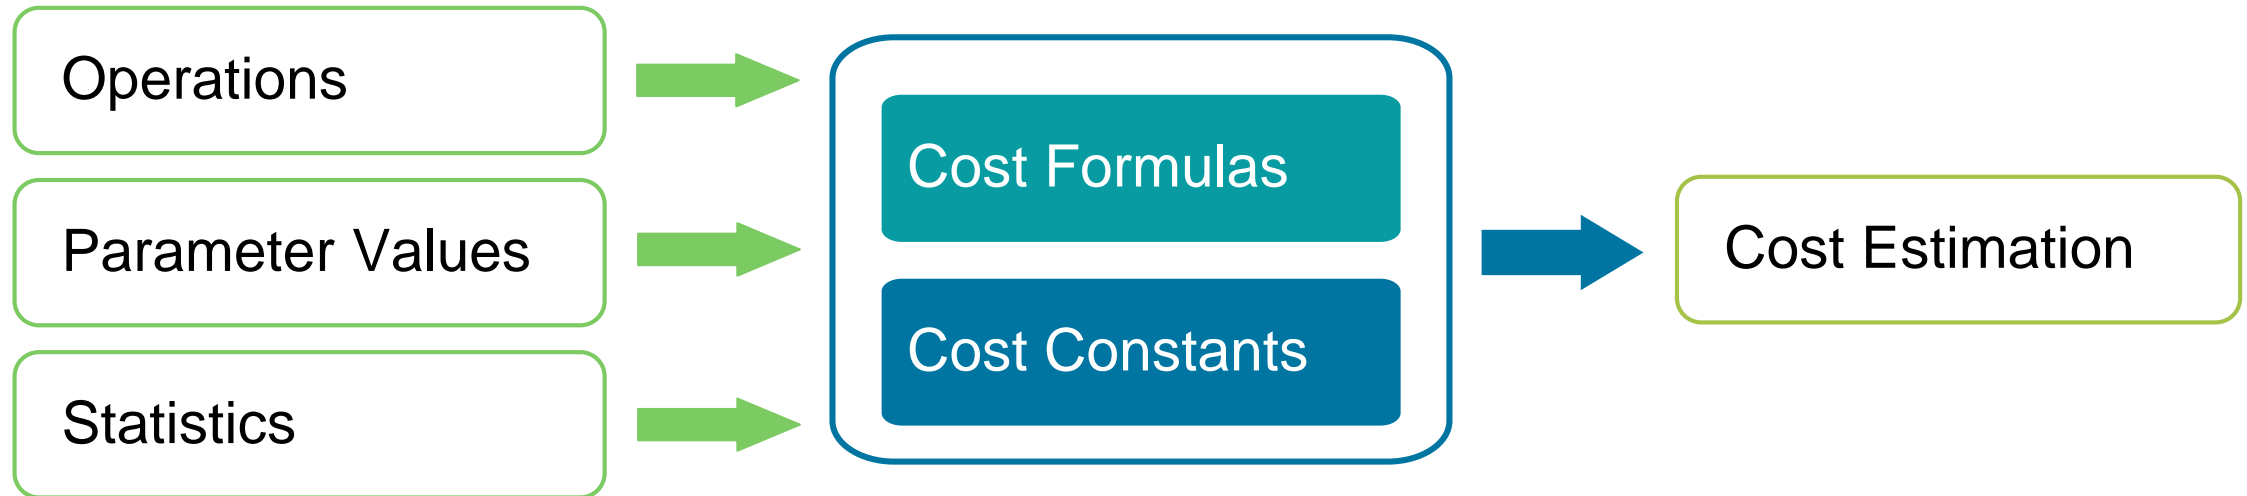 Operations
Parameter Values
Statistics
Cost Formulas
Cost Constants
Cost Estimation